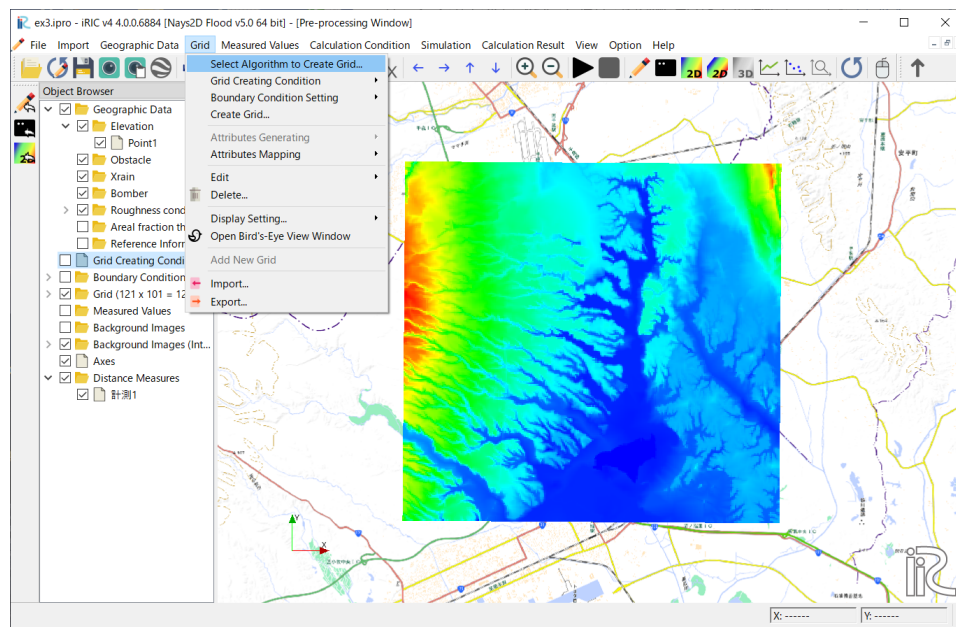 ex3.ipro - iRIC v4 4.0.0.6884 [Nays2D Flood v5.0 64 bit] - [Pre-processing Window]
File Import Geographic Data Grid Measured Values Calculation Condition Simulation Calculation Result View Option Help
2D 2D 3D
Object Browser
Geographic Data
Elevation
Point1
Obstacle
Xrain
Bomber
Roughness cond
Areal fraction th
Reference Inforr
Grid Creating Condi
Boundary Condition
Grid (121 x 101 = 12
Measured Values
Background Images
Background Images (Int...
Axes
Distance Measures
計測1
Select Algorithm to Create Grid...
Grid Creating Condition
Boundary Condition Setting
Create Grid...
Attributes Generating
Attributes Mapping
Edit
Delete...
Display Setting...
Open Bird's-Eye View Window
Add New Grid
Import...
Export...
安平町
Y
X
iRIC
X: ------
Y: ------